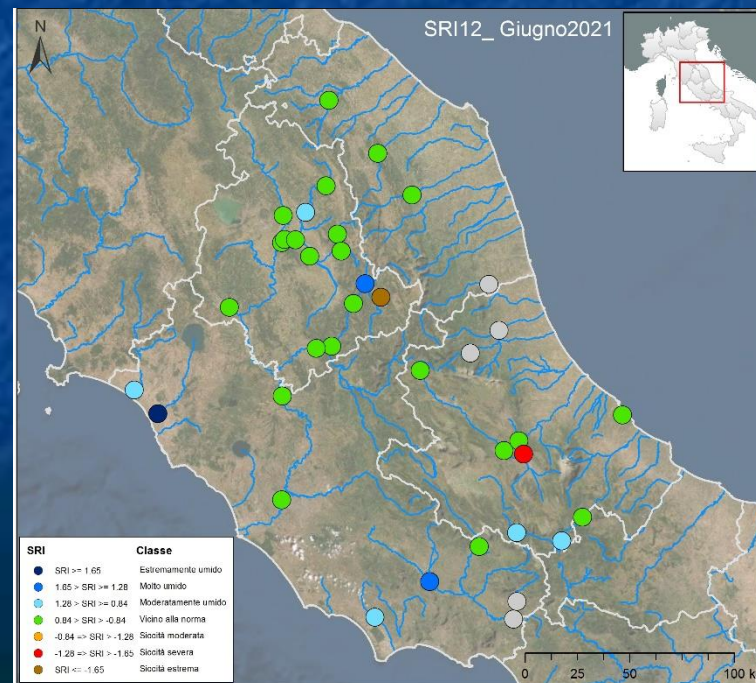 SRI12_ Giugno2021
N
SRI Classe
SRI >= 1.65 Estremamente umido
1.65 > SRI >= 1.28 Molto umido
1.28 > SRI >= 0.84 Moderatamente umido
0.84 > SRI > -0.84 Vicino alla norma
-0.84 => SRI > -1.28 Siccità moderata
-1.28 => SRI > -1.65 Siccità severa
SRI <= -1.65 Siccità estrema
0 25 50 100 k